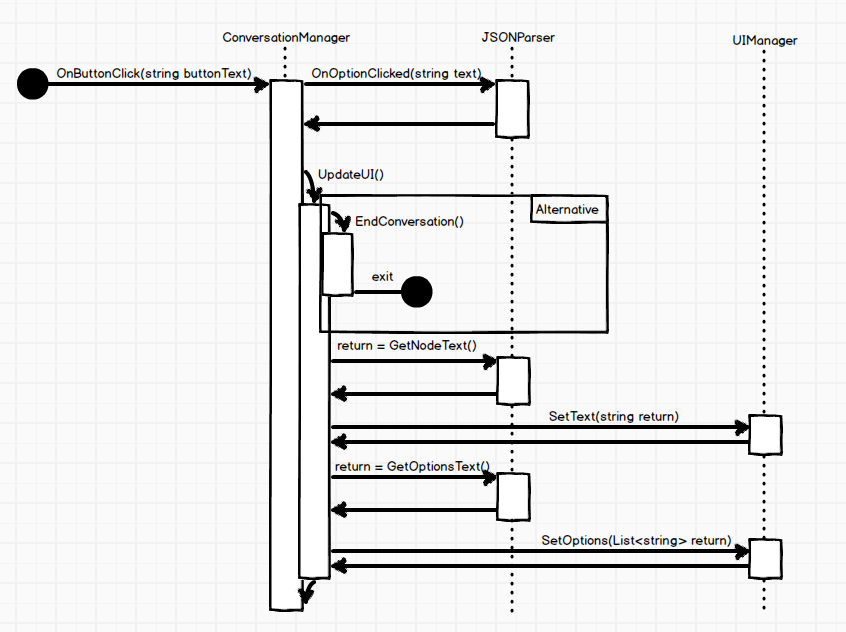 ConversationManager
JSONParser
UIManager
OnButtonClick(string buttonText)
OnOptionClicked(string text)
UpdateUI()
Alternative
EndConversation()
exit
return = GetNodeText()
SetText(string return)
return = GetOptionsText()
SetOptions(List<string> return)